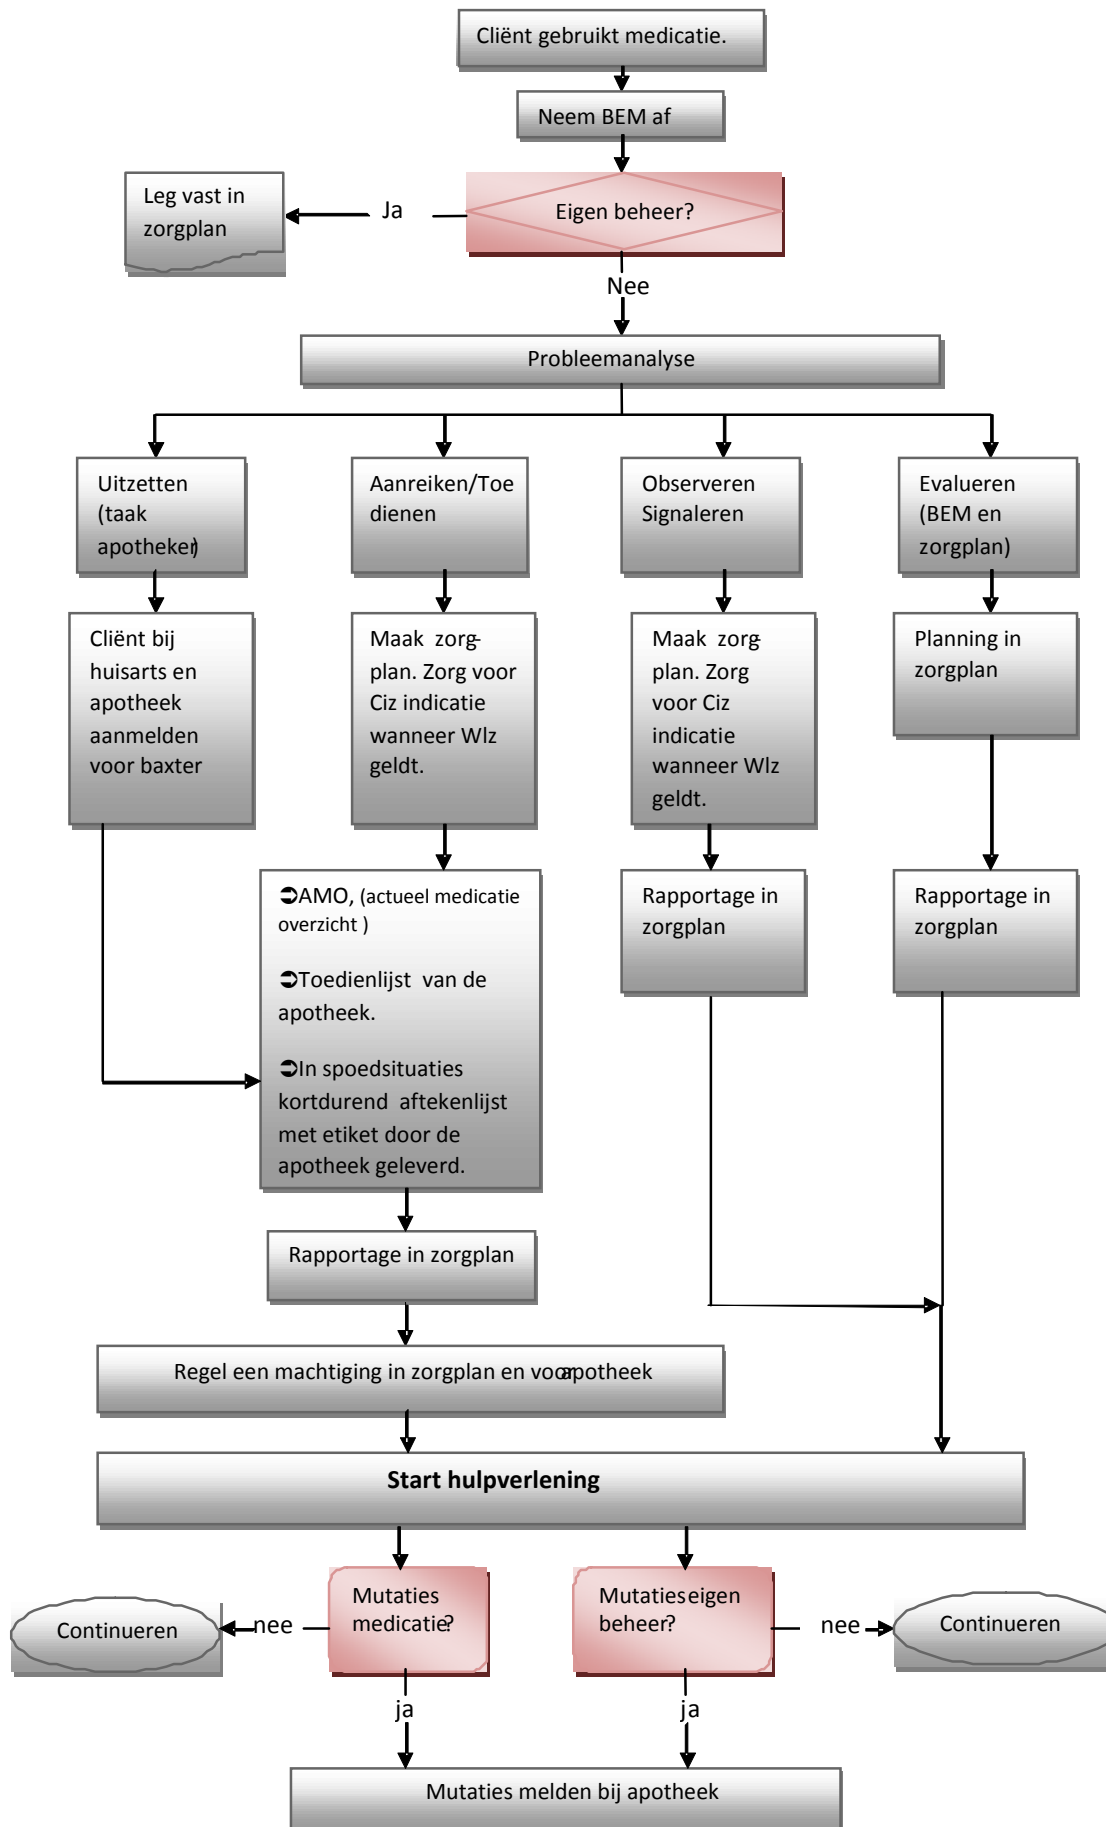 Cliënt gebruikt medicatie.
Neem BEM af
Leg vast in
zorgplan
Ja
Eigen beheer?
Nee
Probleemanalyse
Uitzetten
(taak
apotheker)
Aanreiken/Toe
dienen
Observeren
Signaleren
Evalueren
(BEM en
zorgplan)
Cliënt bij
huisarts en
apotheek
aanmelden
voor baxter
Maak zorg-
plan. Zorg voor
Ciz indicatie
wanneer Wlz
geldt.
Maak zorg-
plan. Zorg
voor Ciz
indicatie
wanneer Wlz
geldt.
Planning in
zorgplan
➲AMO, (actueel medicatie
overzicht )
➲Toedienlijst van de
apotheek.
➲In spoedsituaties
kortdurend aftekenlijst
met etiket door de
apotheek geleverd.
Rapportage in
zorgplan
Rapportage in
zorgplan
Rapportage in zorgplan
Regel een machtiging in zorgplan en voor apotheek
Start hulpverlening
Continueren
nee
Mutaties
medicatie?
Mutaties eigen
beheer?
nee
Continueren
ja
ja
Mutaties melden bij apotheek